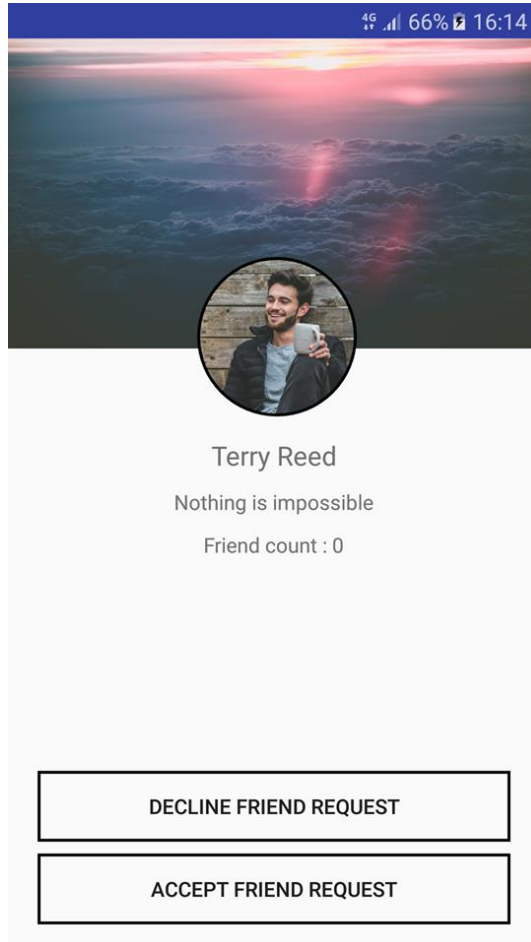 4G 66% 16:14
Terry Reed
Nothing is impossible
Friend count : 0
DECLINE FRIEND REQUEST
ACCEPT FRIEND REQUEST